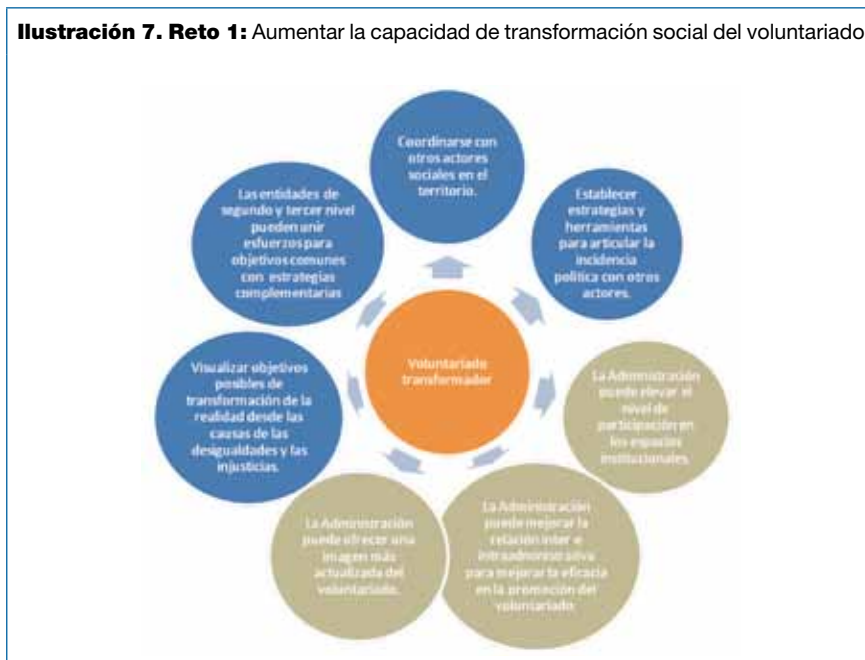 Ilustración 7. Reto 1: Aumentar la capacidad de transformación social del voluntariado
Coordinarse con
otros actores
sociales en el
territorio.
Establecer
estrategias y
herramientas
para articular la
incidencia
política con otros
actores.
La Administración
puede elevar el
nivel de
participación en
los espacios
institucionales.
La Administración
puede mejorar la
relación inter e
intraadministrativa
para mejorar la eficacia
en la promoción del
voluntariado
La Administración
puede ofrecer una
imagen más
actualizada del
voluntariado.
Visualizar objetivos
posibles de
transformación de la
realidad desde las
causas de las
desigualdades y las
injusticias.
Las entidades de
segundo y tercer nivel
pueden unir
esfuerzos para
objetivos comunes
con estrategias
complementarias
Voluntariado
transformador